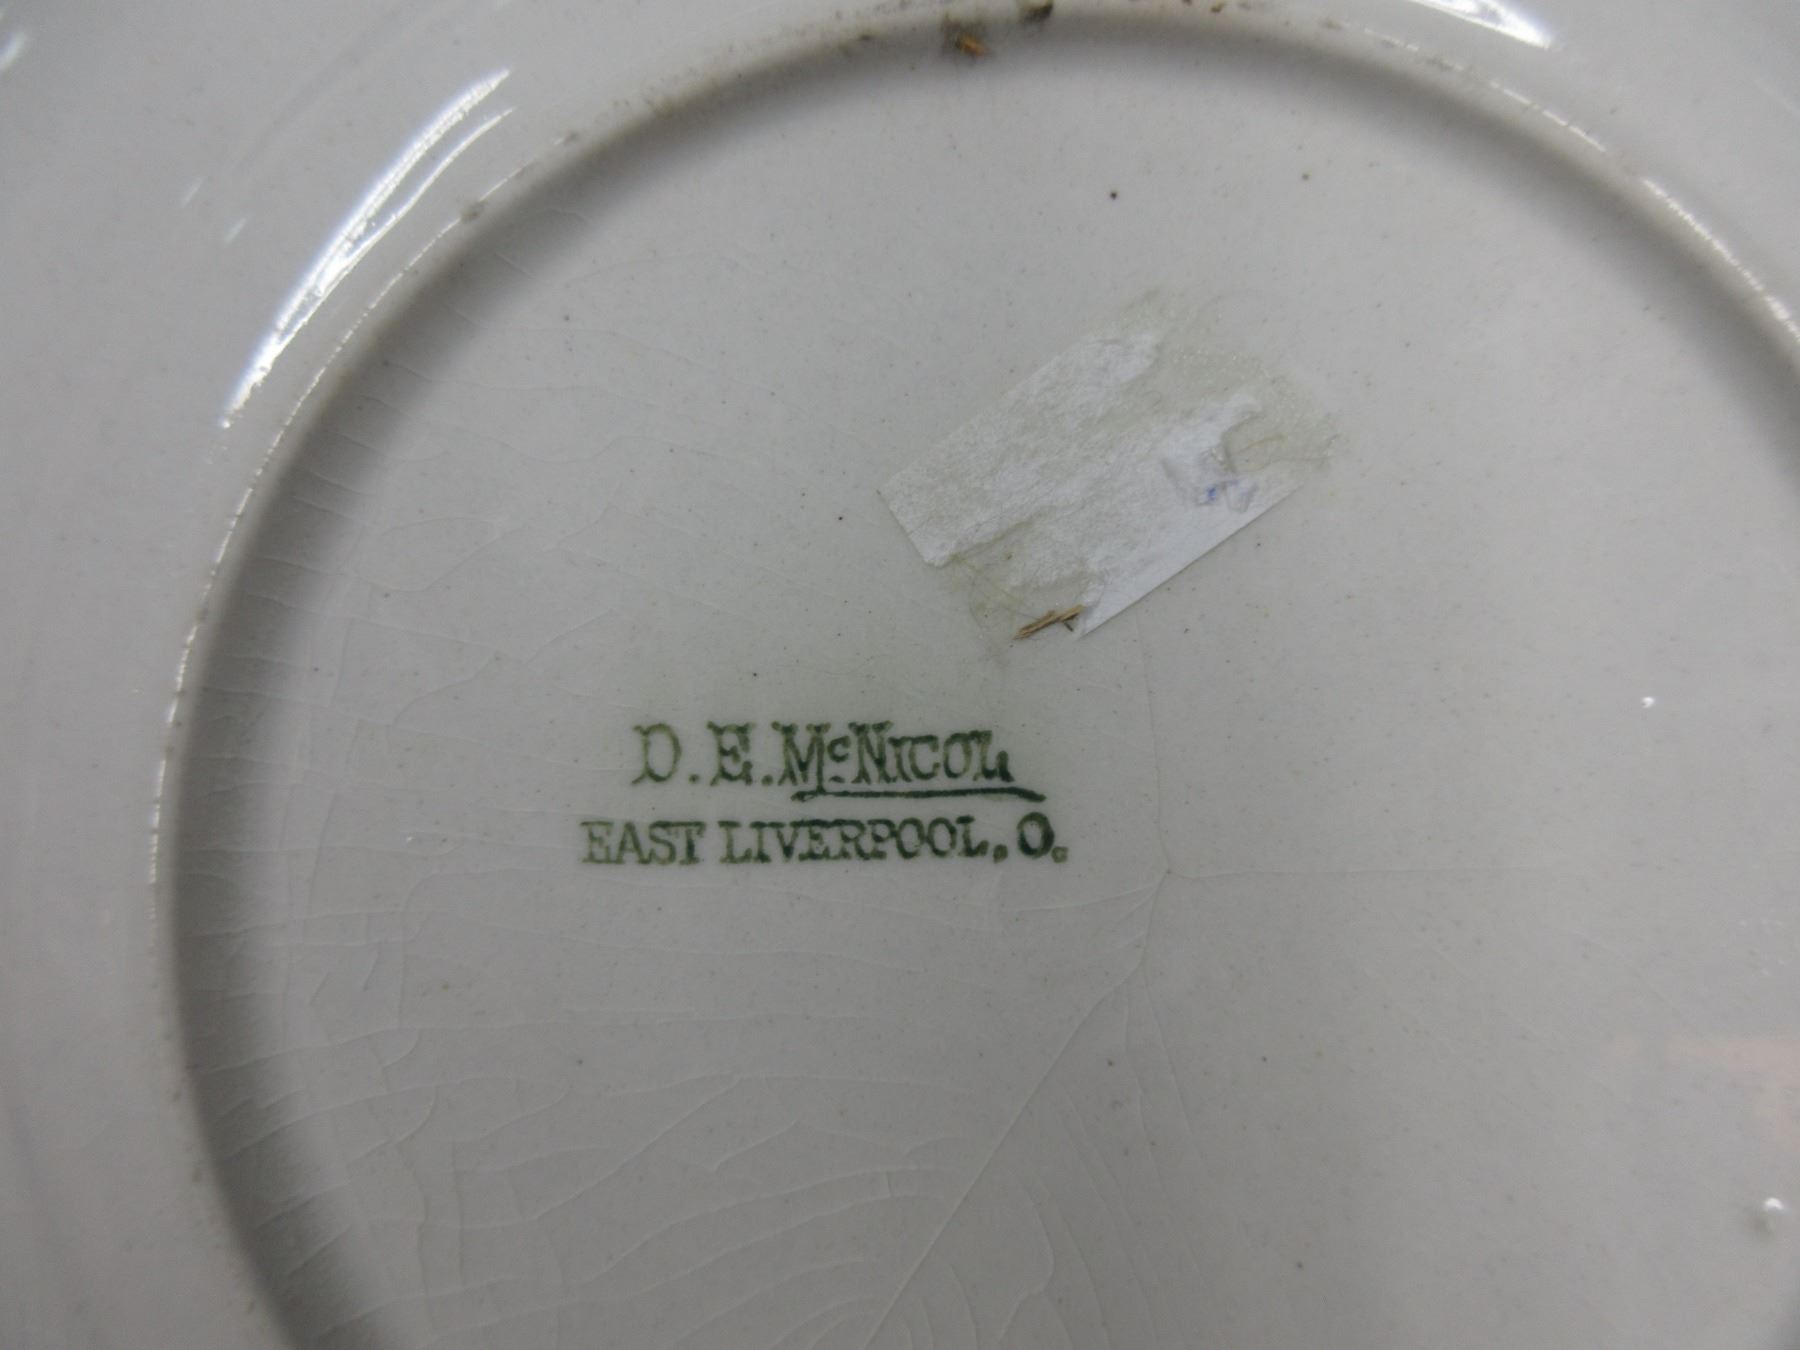 D. E. McNICOL
EAST LIVERPOOL, O.